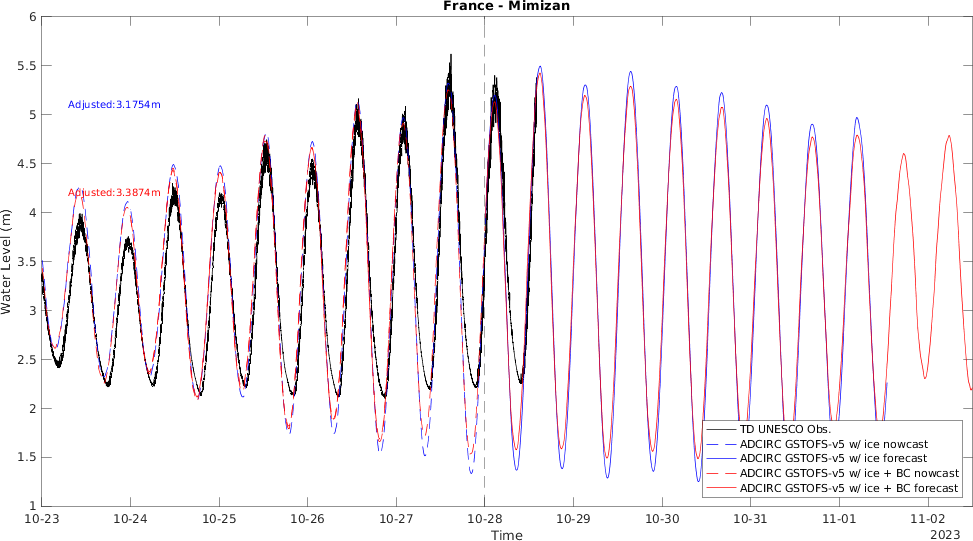 France - Mimizan
6
5.5
5
4.5
4
3.5
3
2.5
2
1.5
1
Water Level (m)
Adjusted:3.1754m
Adjusted:3.3874m
TD UNESCO Obs.
ADCIRC GSTOFS-v5 w/ ice nowcast
ADCIRC GSTOFS-v5 w/ ice forecast
ADCIRC GSTOFS-v5 w/ ice + BC nowcast
ADCIRC GSTOFS-v5 w/ ice + BC forecast
10-23 10-24 10-25 10-26 10-27 10-28 10-29 10-30 10-31 11-01 11-02
Time
2023